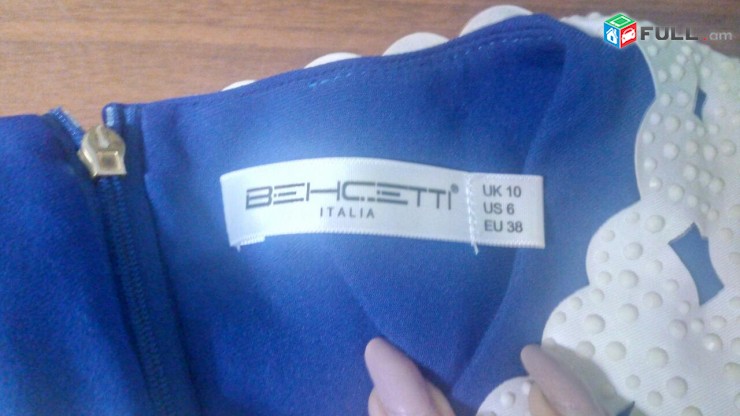 FULL.am
BEHCETTI®
ITALIA
UK 10
US 6
EU 38